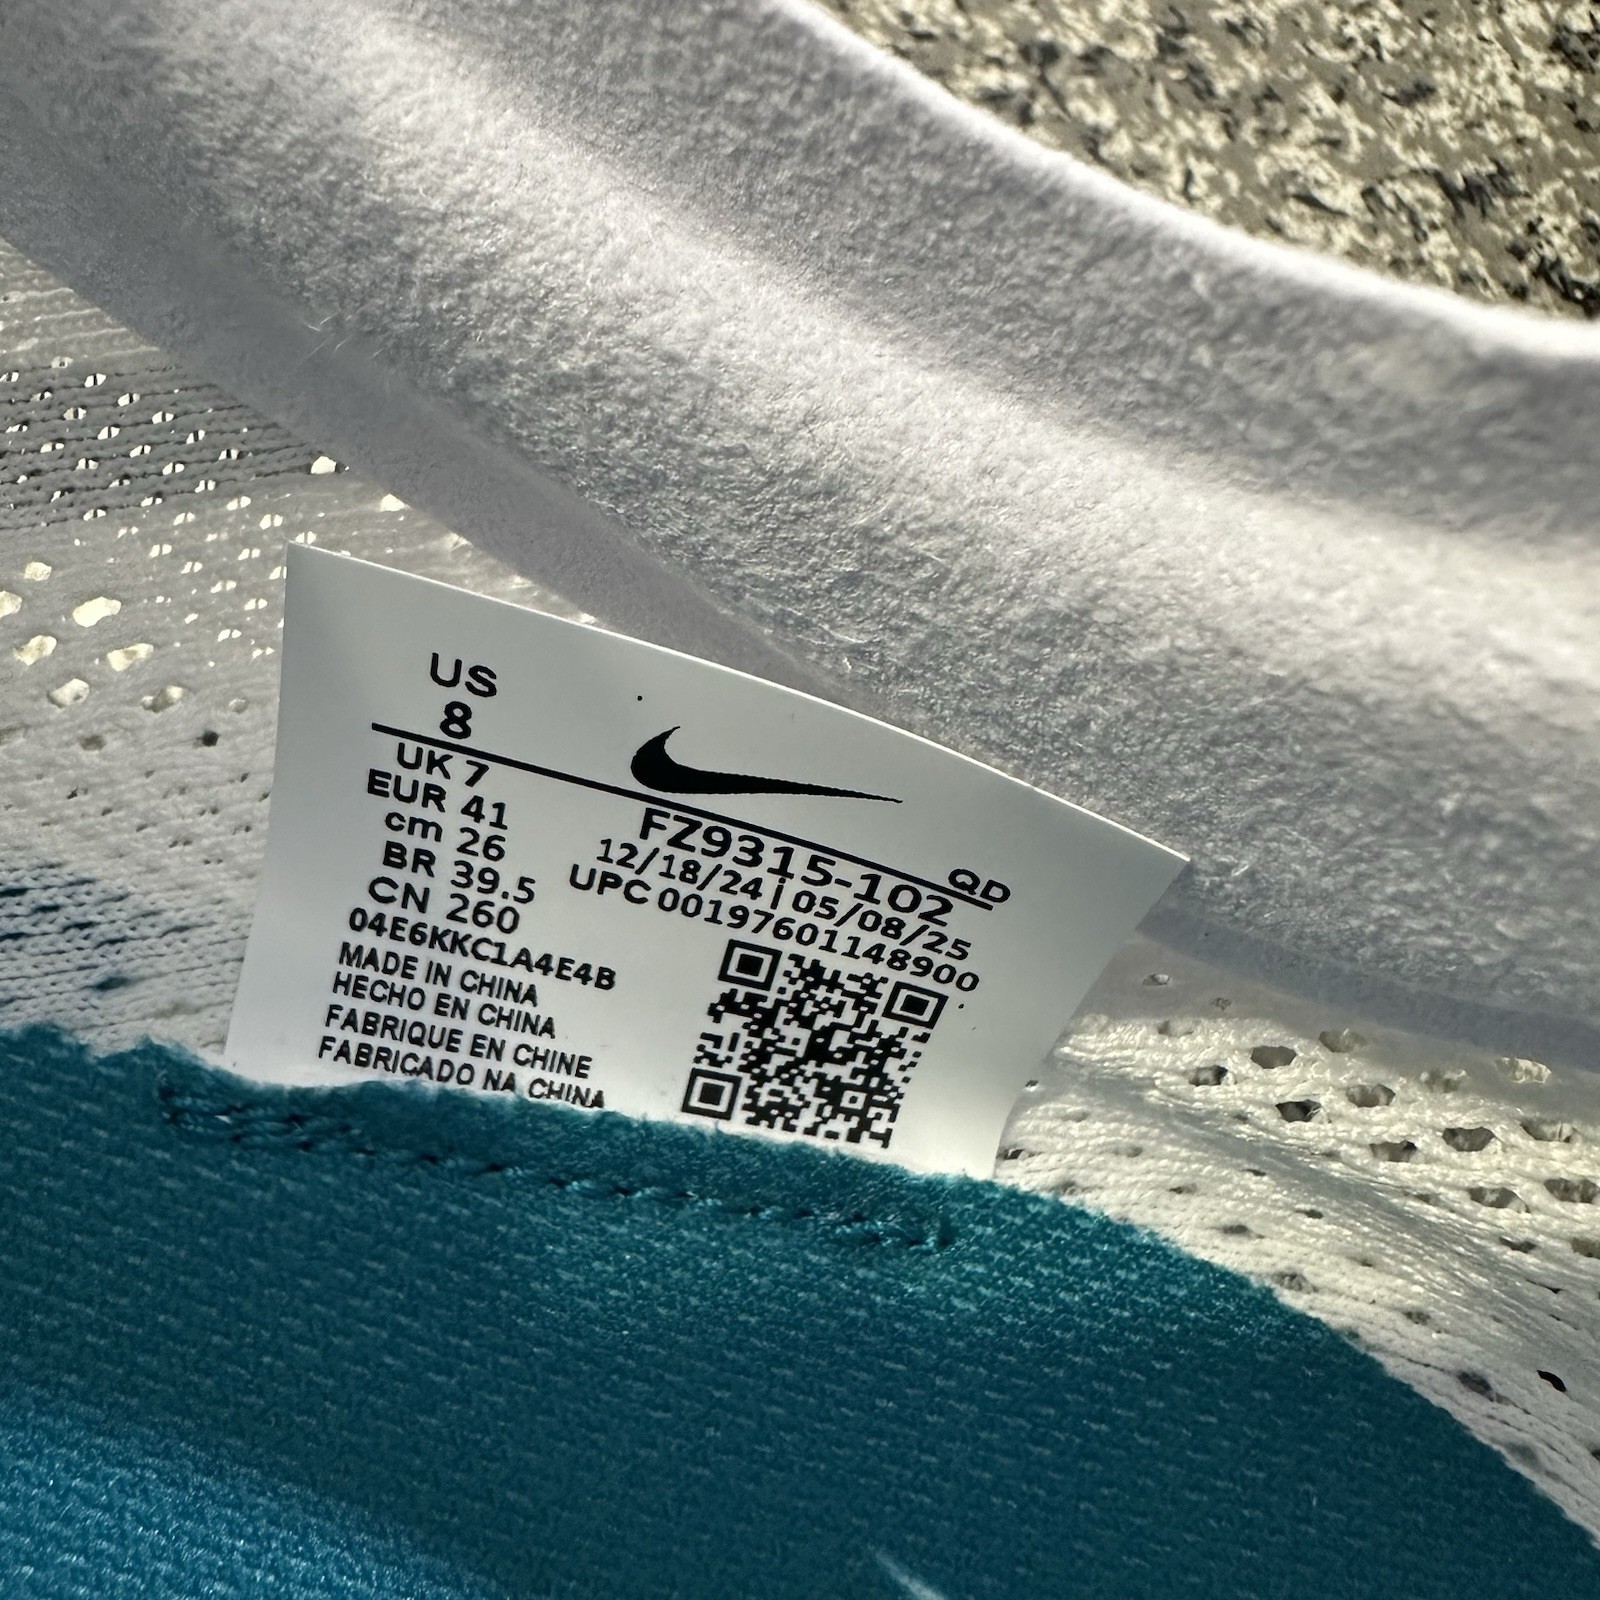 US
8
UK 7
EUR 41
cm 26
BR 39.5
CN 260
04E6KKC1A4E4B
MADE IN CHINA
HECHO EN CHINA
FABRIQUE EN CHINE
FABRICADO NA CHINA
QD
FZ9315-102
12/18/24 | 05/08/25
UPC 00197601148900